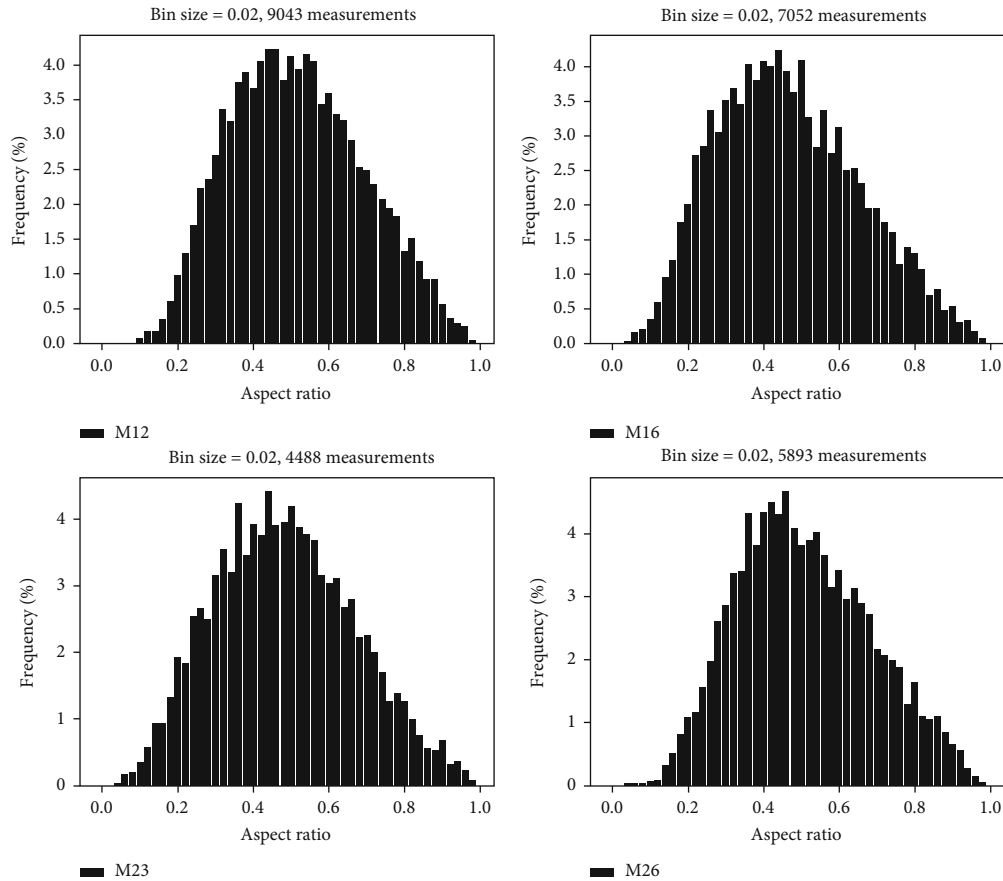 Bin size = 0.02, 9043 measurements
Frequency (%)
4.0
3.5
3.0
2.5
2.0
1.5
1.0
0.5
0.0
0.0 0.2 0.4 0.6 0.8 1.0
Aspect ratio
M12
Bin size = 0.02, 7052 measurements
Frequency (%)
4.0
3.5
3.0
2.5
2.0
1.5
1.0
0.5
0.0
0.0 0.2 0.4 0.6 0.8 1.0
Aspect ratio
M16
Bin size = 0.02, 4488 measurements
Frequency (%)
4
3
2
1
0
0.0 0.2 0.4 0.6 0.8 1.0
Aspect ratio
M23
Bin size = 0.02, 5893 measurements
Frequency (%)
4
3
2
1
0
0.0 0.2 0.4 0.6 0.8 1.0
Aspect ratio
M26